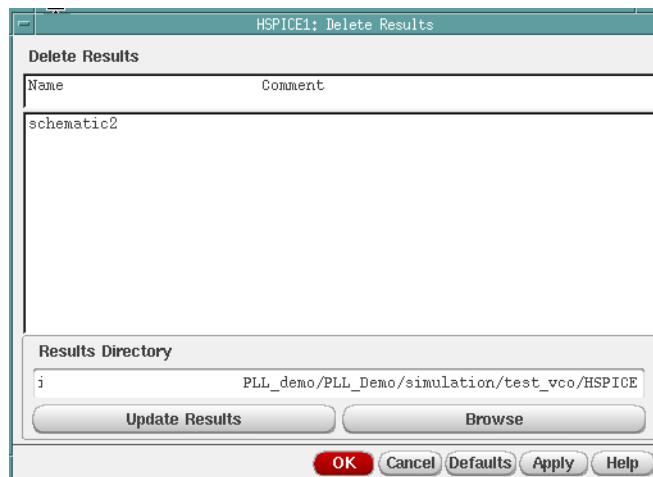 HSPICE1: Delete Results
Delete Results
Name Comment
schematic2
Results Directory
j PLL_demo/PLL_Demo/simulation/test_vco/HSPICE
Update Results Browse
OK Cancel Defaults Apply Help